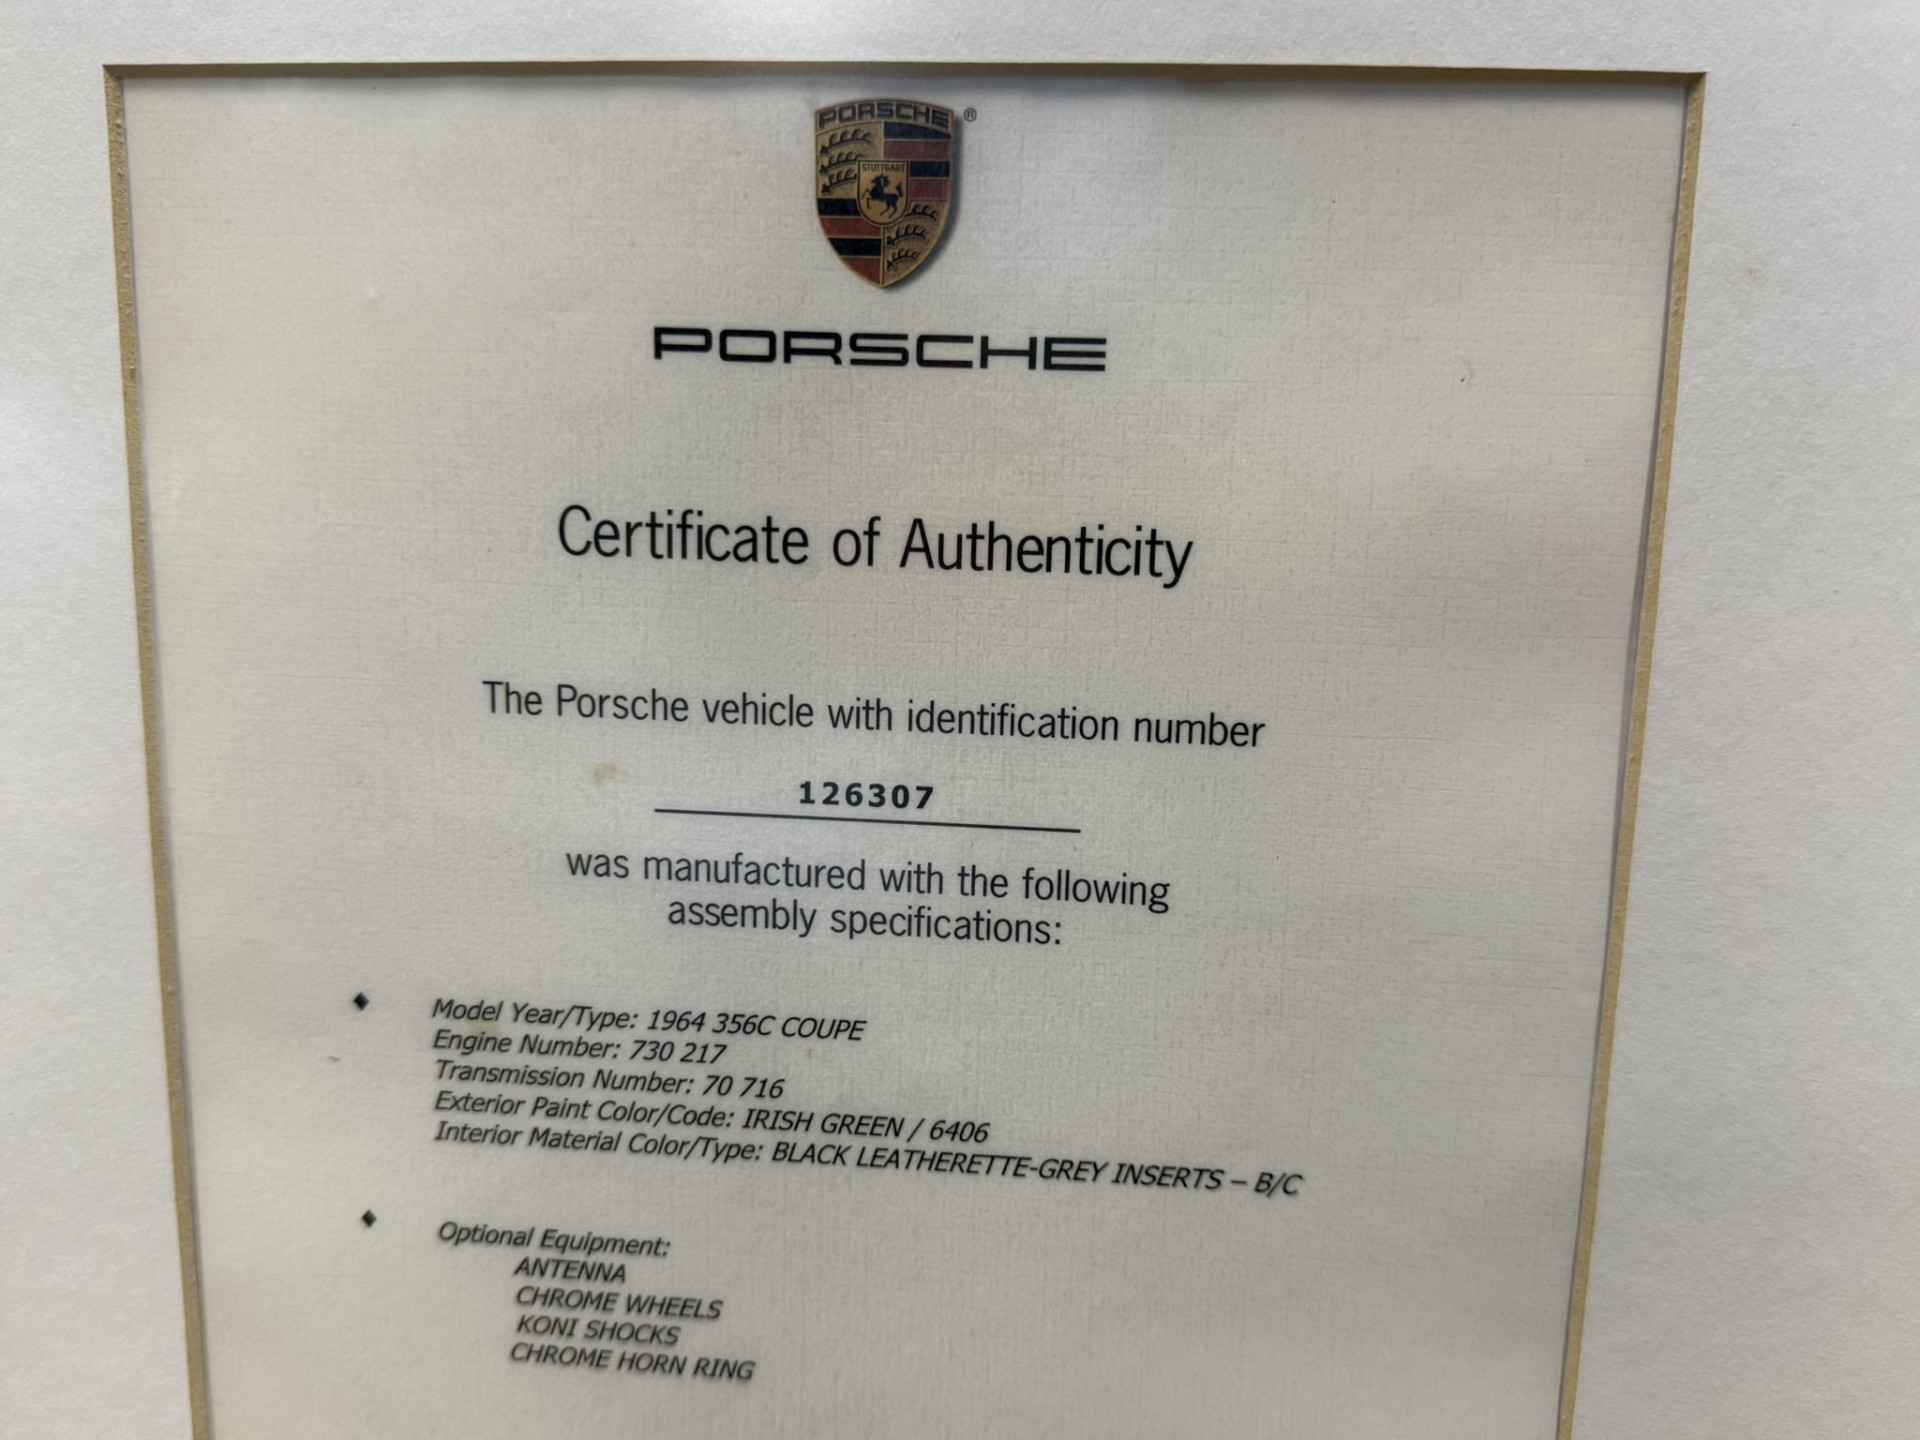 PORSCHE ®
STUTTGART
PORSCHE
Certificate of Authenticity
The Porsche vehicle with identification number
126307
was manufactured with the following
assembly specifications:
Model Year/Type: 1964 356C COUPE
Engine Number: 730 217
Transmission Number: 70 716
Exterior Paint Color/Code: IRISH GREEN / 6406
Interior Material Color/Type: BLACK LEATHERETTE-GREY INSERTS – B/C
Optional Equipment:
ANTENNA
CHROME WHEELS
KONI SHOCKS
CHROME HORN RING